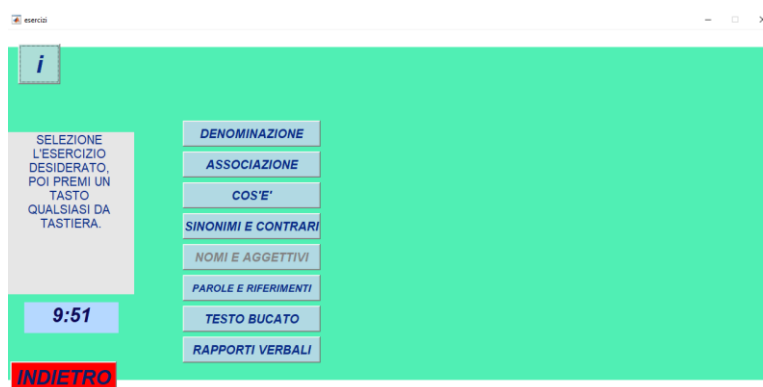 esercizi
i
SELEZIONE
L'ESERCIZIO
DESIDERATO,
POI PREMI UN
TASTO
QUALSIASI DA
TASTIERA.
DENOMINAZIONE
ASSOCIAZIONE
COS'E'
SINONIMI E CONTRARI
NOMI E AGGETTIVI
PAROLE E RIFERIMENTI
TESTO BUCATO
RAPPORTI VERBALI
9:51
INDIETRO